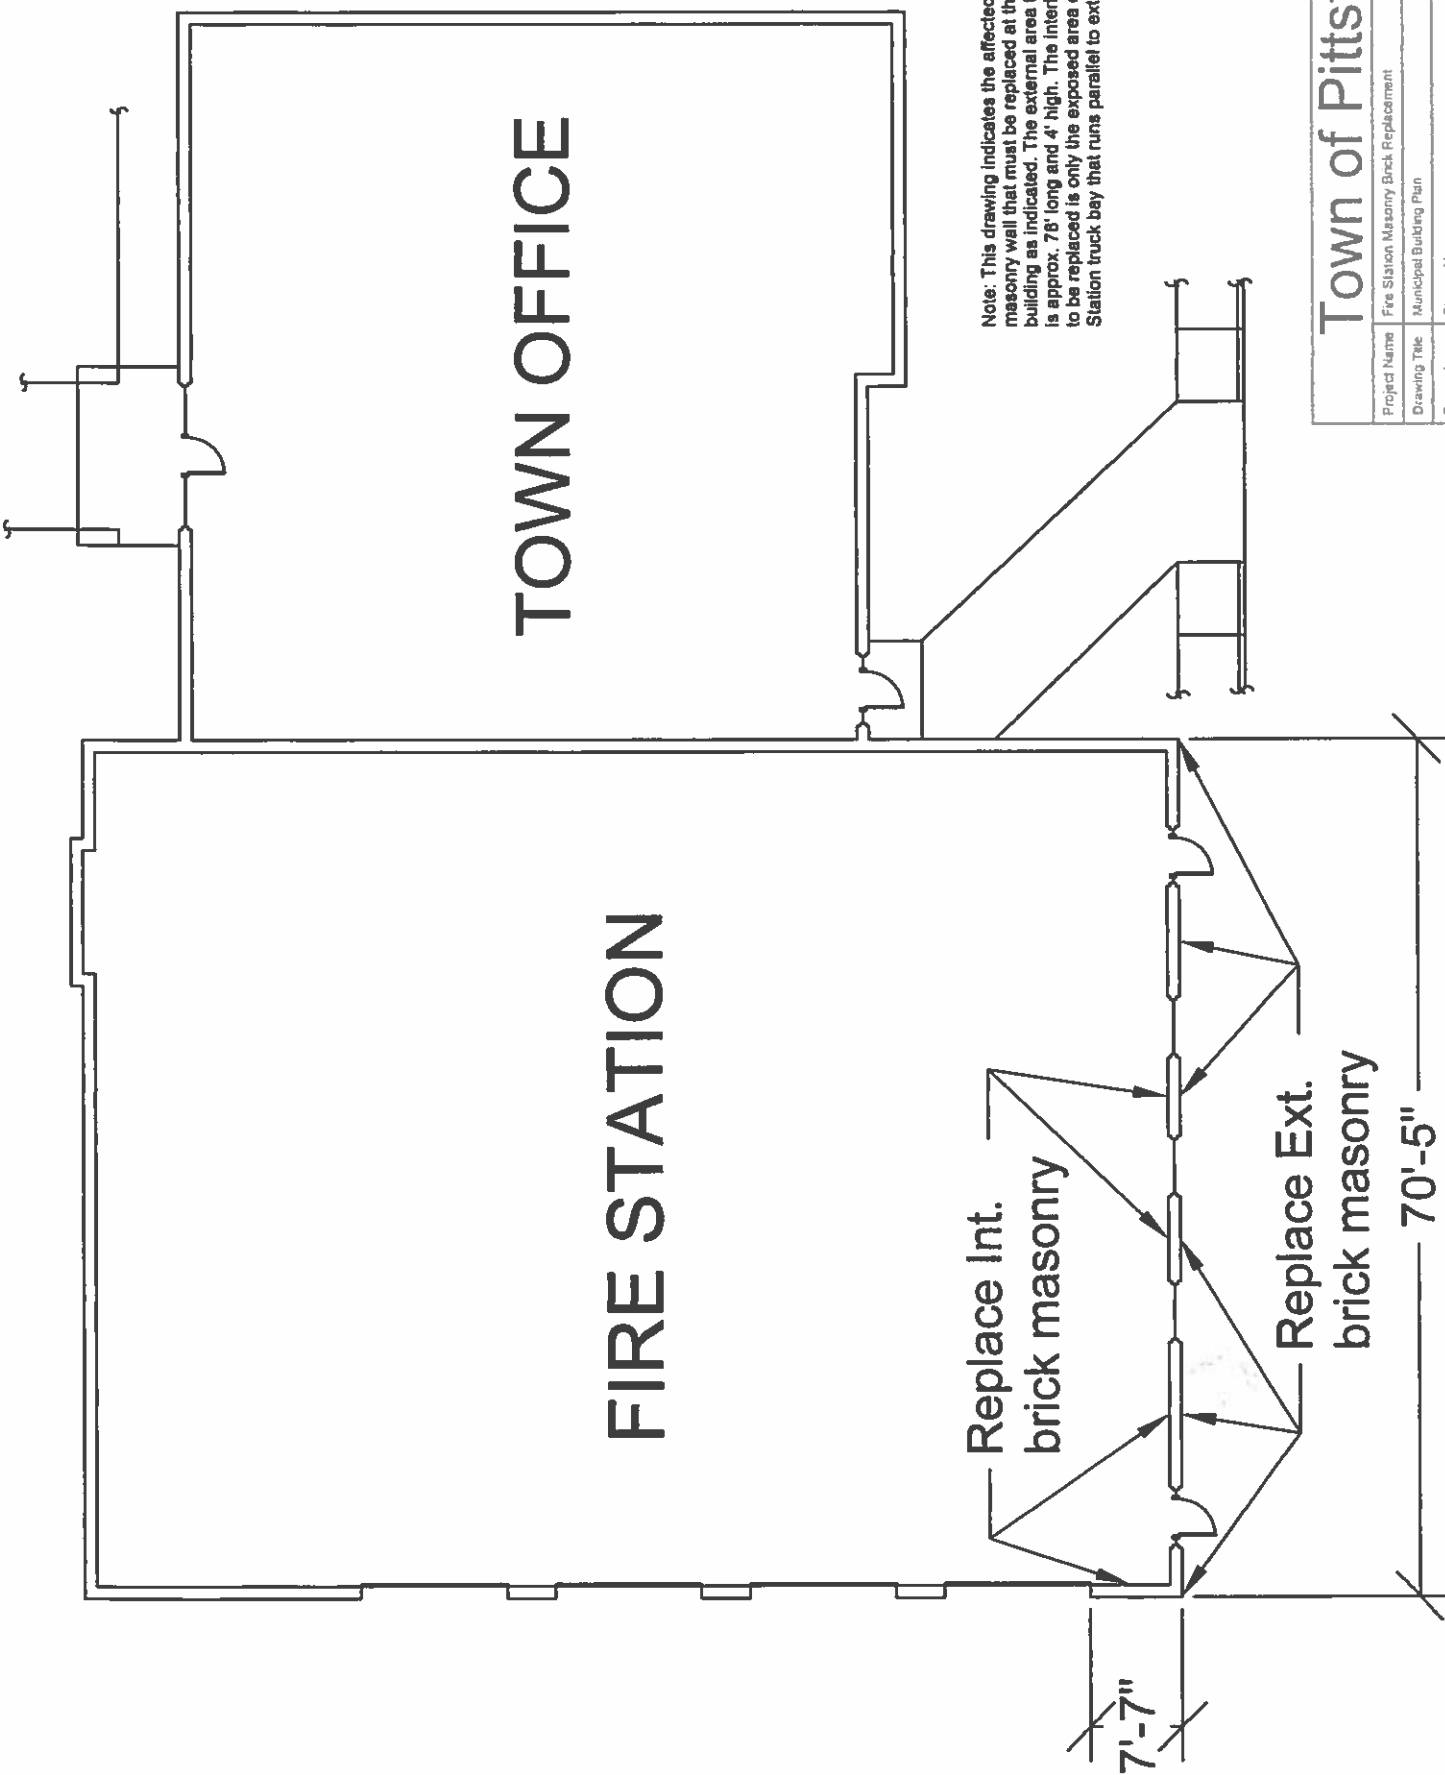 TOWN OFFICE
FIRE STATION
Note: This drawing indicates the affected
masonry wall that must be replaced at th
building as indicated. The external area t
is approx. 78' long and 4' high. The inter
to be replaced is only the exposed area
Station truck bay that runs parallel to ext
Replace Int.
brick masonry
Replace Ext.
brick masonry
7'-7"
70'-5"
Town of Pitts
Project Name Fire Station Masonry Brick Replacement
Drawing Title Municipal Building Plan